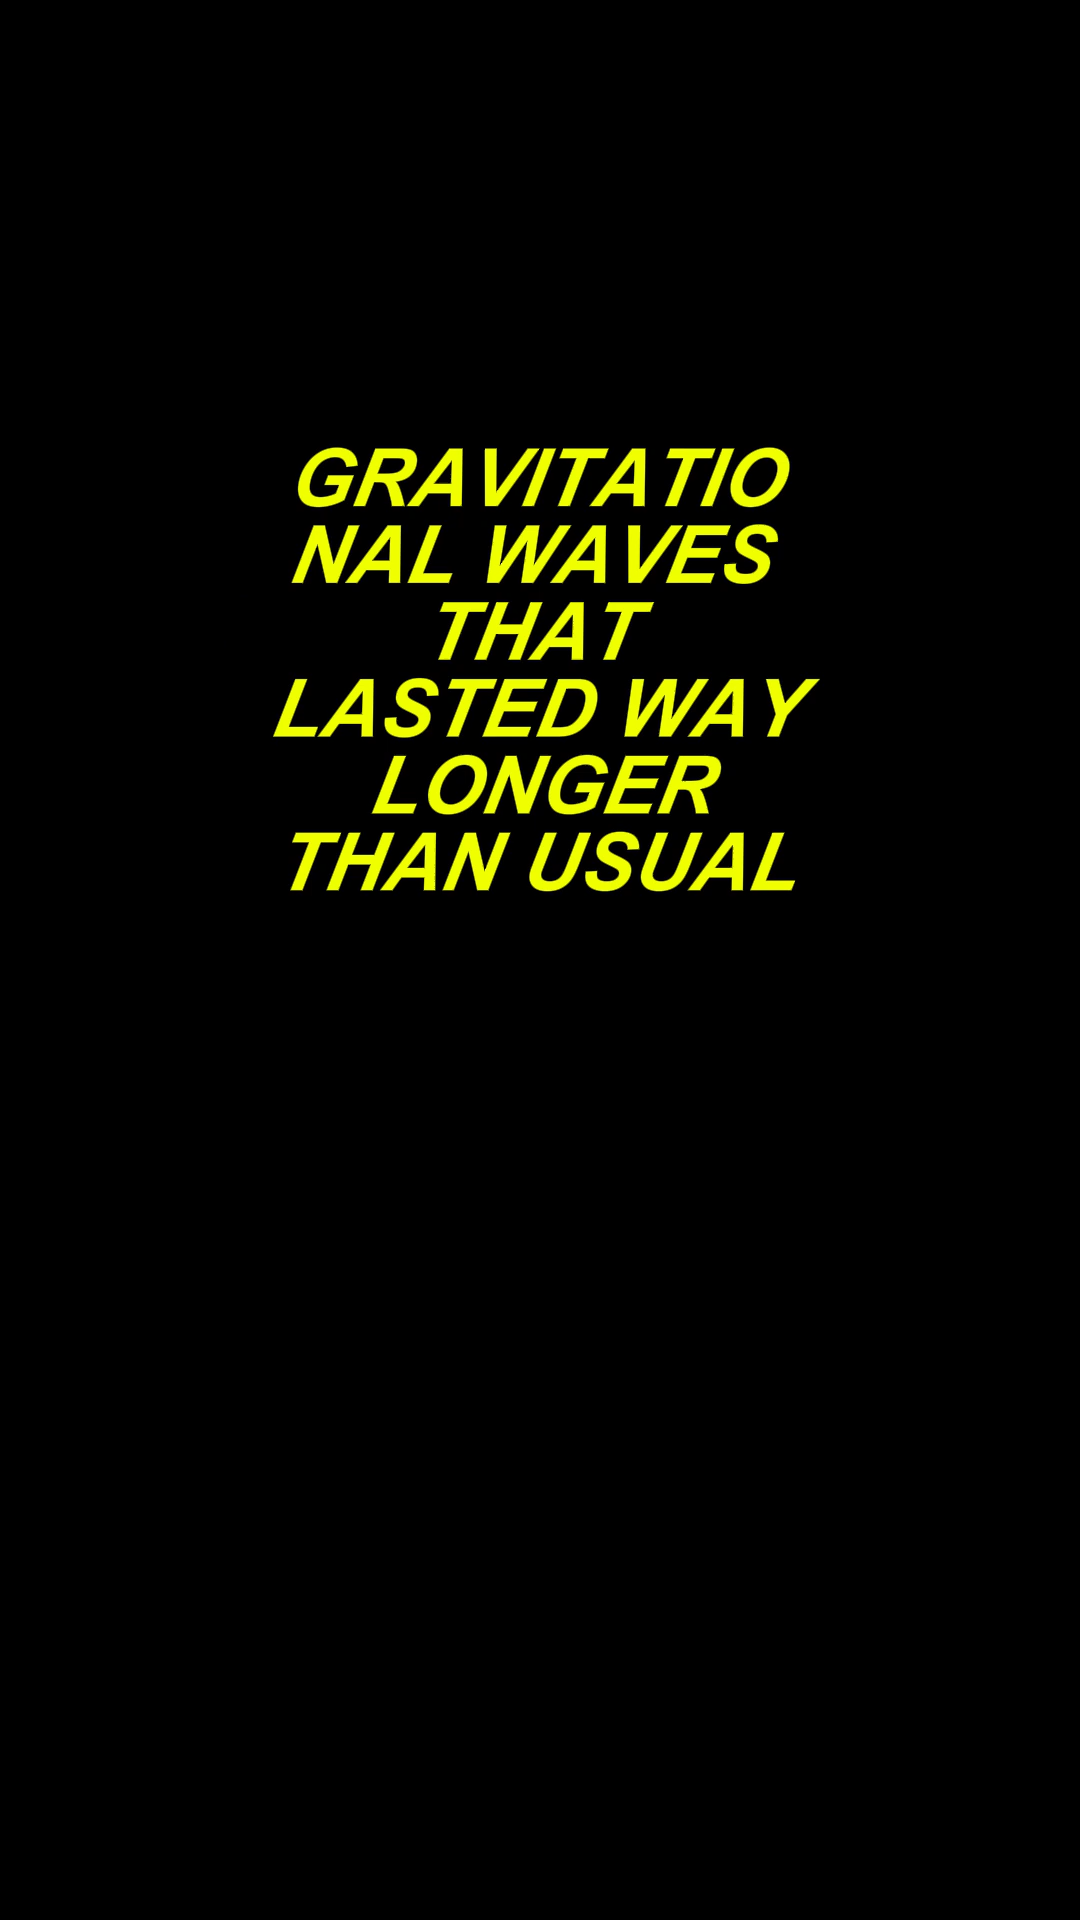 GRAVITATIO
NAL WAVES
THAT
LASTED WAY
LONGER
THAN USUAL